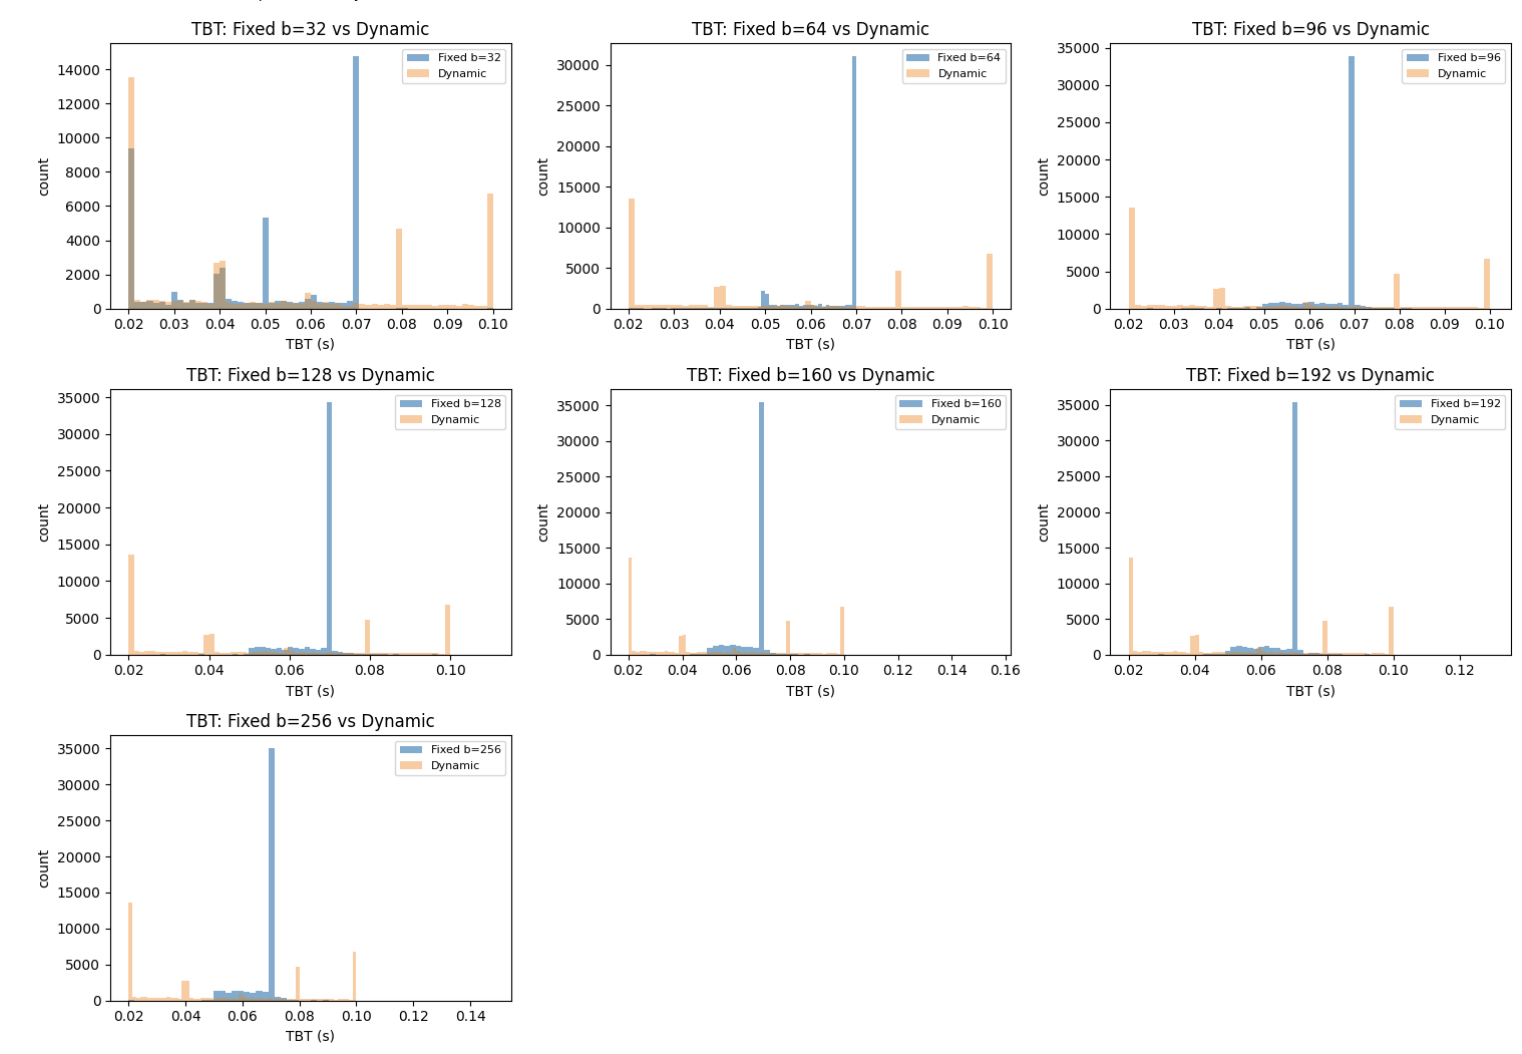 TBT: Fixed b=32 vs Dynamic
Fixed b=32
Dynamic
count
14000
12000
10000
8000
6000
4000
2000
0
0.02 0.03 0.04 0.05 0.06 0.07 0.08 0.09 0.10
TBT (s)
TBT: Fixed b=64 vs Dynamic
Fixed b=64
Dynamic
count
30000
25000
20000
15000
10000
5000
0
0.02 0.03 0.04 0.05 0.06 0.07 0.08 0.09 0.10
TBT (s)
TBT: Fixed b=96 vs Dynamic
Fixed b=96
Dynamic
count
35000
30000
25000
20000
15000
10000
5000
0
0.02 0.03 0.04 0.05 0.06 0.07 0.08 0.09 0.10
TBT (s)
TBT: Fixed b=128 vs Dynamic
Fixed b=128
Dynamic
count
35000
30000
25000
20000
15000
10000
5000
0
0.02 0.04 0.06 0.08 0.10
TBT (s)
TBT: Fixed b=160 vs Dynamic
Fixed b=160
Dynamic
count
35000
30000
25000
20000
15000
10000
5000
0
0.02 0.04 0.06 0.08 0.10 0.12 0.14 0.16
TBT (s)
TBT: Fixed b=192 vs Dynamic
Fixed b=192
Dynamic
count
35000
30000
25000
20000
15000
10000
5000
0
0.02 0.04 0.06 0.08 0.10 0.12
TBT (s)
TBT: Fixed b=256 vs Dynamic
Fixed b=256
Dynamic
count
35000
30000
25000
20000
15000
10000
5000
0
0.02 0.04 0.06 0.08 0.10 0.12 0.14
TBT (s)